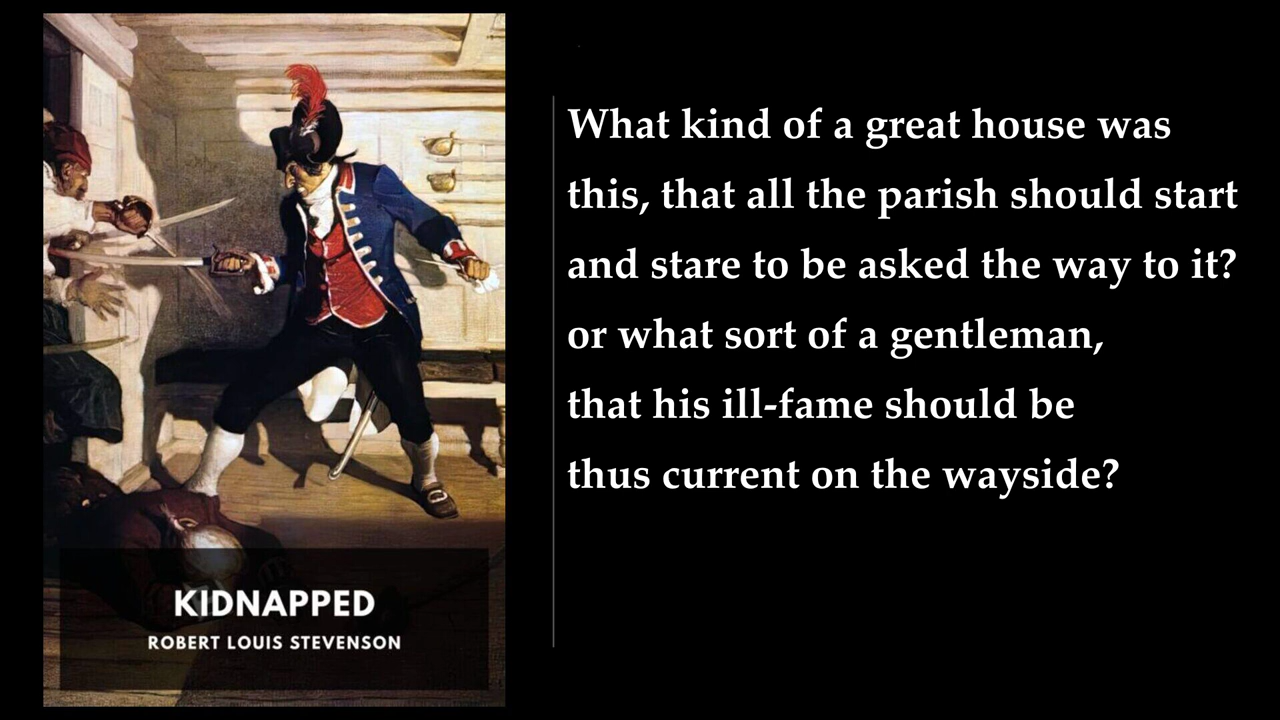 KIDNAPPED
ROBERT LOUIS STEVENSON
What kind of a great house was
this, that all the parish should start
and stare to be asked the way to it?
or what sort of a gentleman,
that his ill-fame should be
thus current on the wayside?